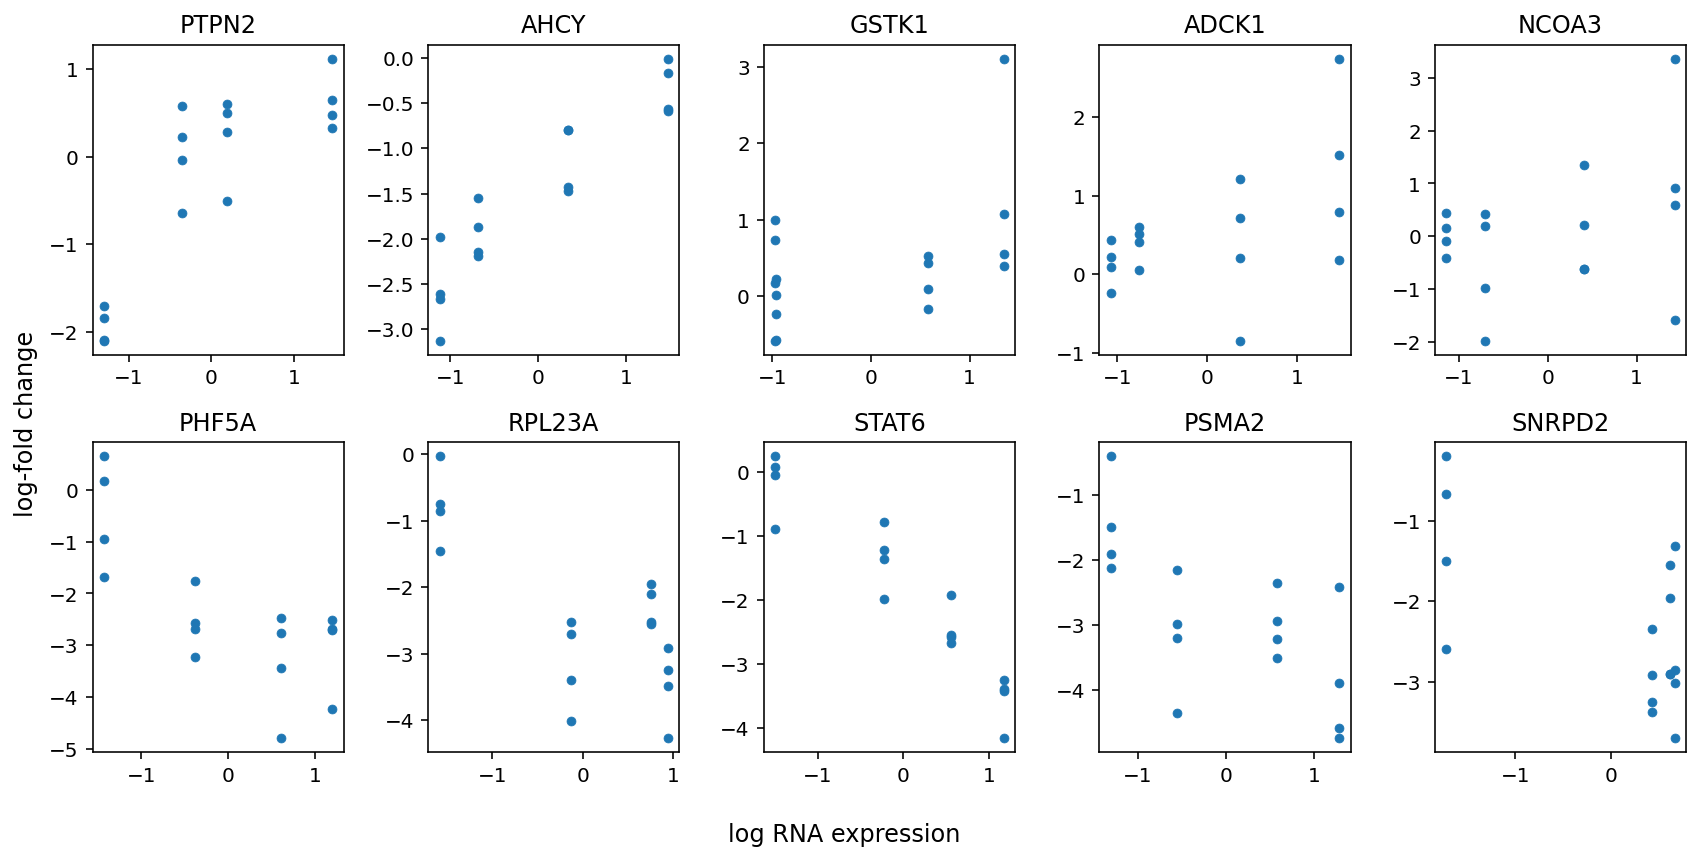 PTPN2 AHCY GSTK1 ADCK1 NCOA3
1 0 −1 −2
−1 0 1
0.0 −0.5 −1.0 −1.5 −2.0 −2.5 −3.0
−1 0 1
3 2 1 0
−1 0 1
2 1 0 −1
−1 0 1
3 2 1 0 −1 −2
−1 0 1
log-fold change
PHF5A RPL23A STAT6 PSMA2 SNRPD2
0 −1 −2 −3 −4 −5
−1 0 1
0 −1 −2 −3 −4
−1 0 1
0 −1 −2 −3 −4
−1 0 1
−1 −2 −3 −4
−1 0 1
−1 −2 −3
−1 0
log RNA expression